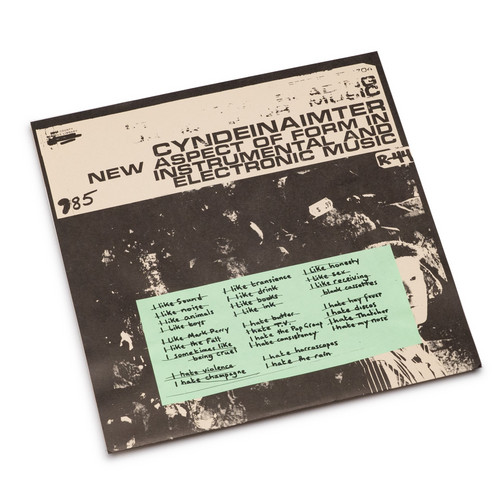 CYNDEINAIMTER
NEW ASPECT OF FORM IN
INSTRUMENTAL AND
ELECTRONIC MUSIC
R-44
985
I like sound
I like noise
I like animals
I like boys
I like Mark Perry
I like the Fall
I sometimes like
being cruel
I hate violence
I hate champagne
I like transience
I like drink
I like books
I like ink
I hate butter
I hate T.V.
I hate the Pop Group
I hate consistency
I hate horrorscapes
I hate the rain
I like honesty
I like sex
I like receiving
blank cassettes
I hate hay fever
I hate discos
I hate Thatcher
I hate my nose